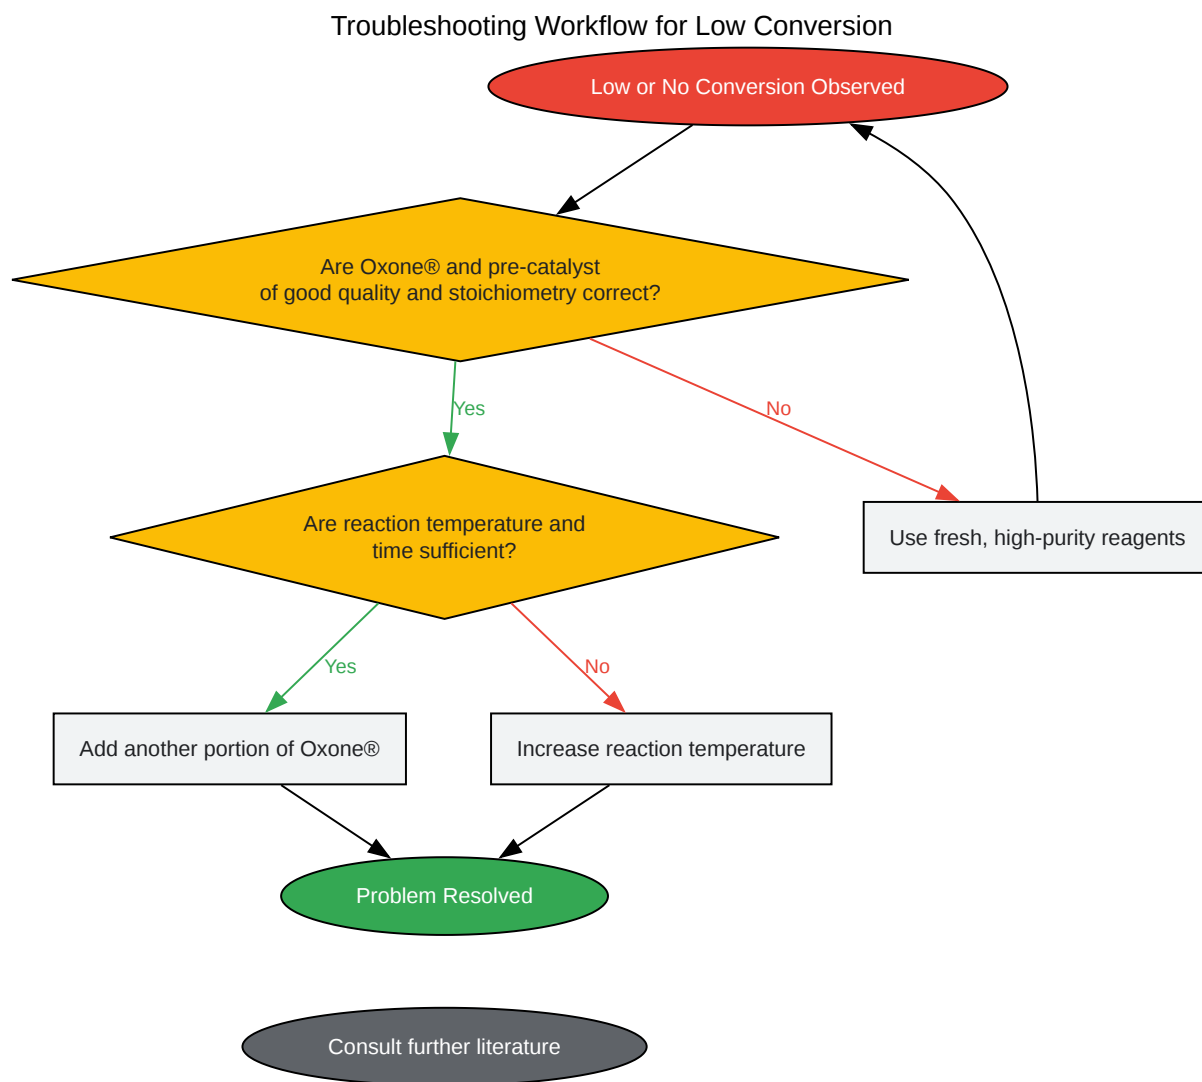 Troubleshooting Workflow for Low Conversion
Low or No Conversion Observed
Are Oxone® and pre-catalyst
of good quality and stoichiometry correct?
Yes
No
Use fresh, high-purity reagents
Are reaction temperature and
time sufficient?
Yes
No
Add another portion of Oxone®
Increase reaction temperature
Problem Resolved
Consult further literature